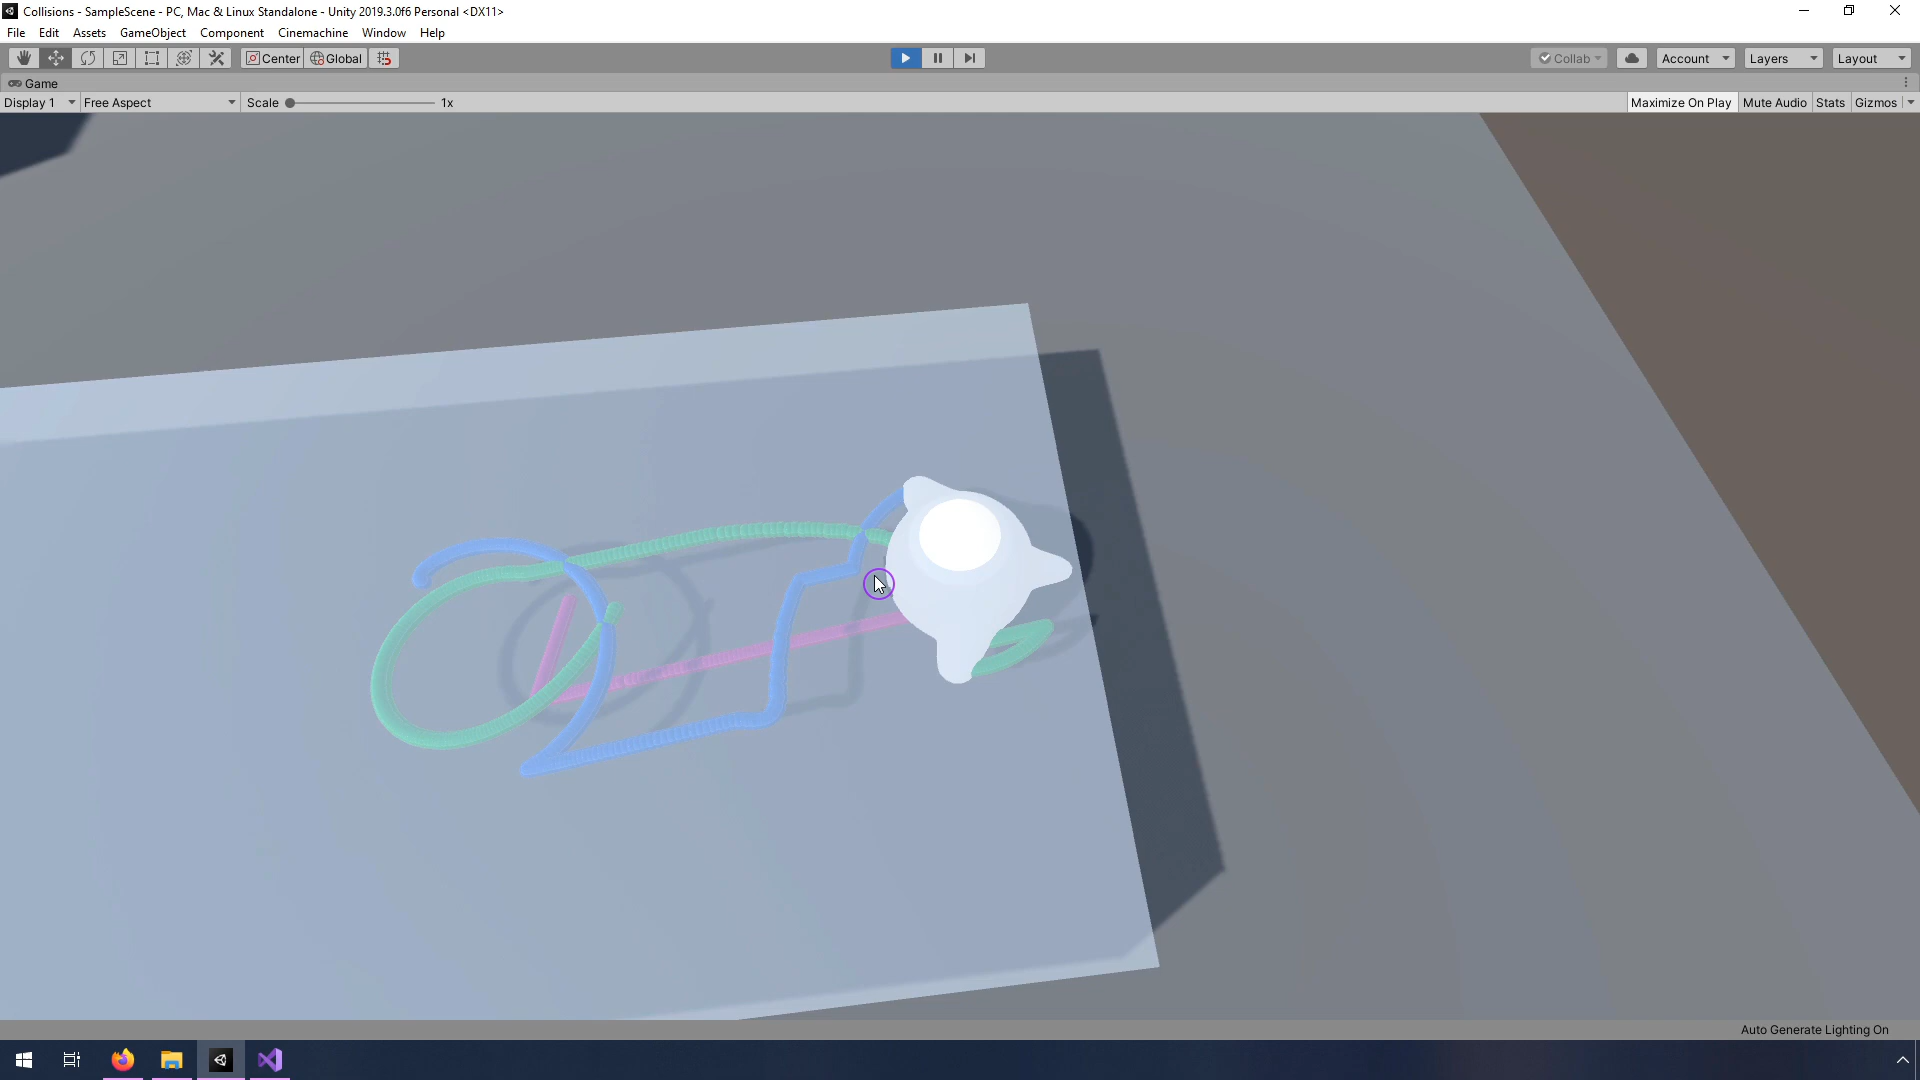 Collisions - SampleScene - PC, Mac & Linux Standalone - Unity 2019.3.0f6 Personal <DX11>
File Edit Assets GameObject Component Cinemachine Window Help
Center Global Collab Account Layers Layout
Game
Display 1 Free Aspect Scale 1x Maximize On Play Mute Audio Stats Gizmos
Auto Generate Lighting On